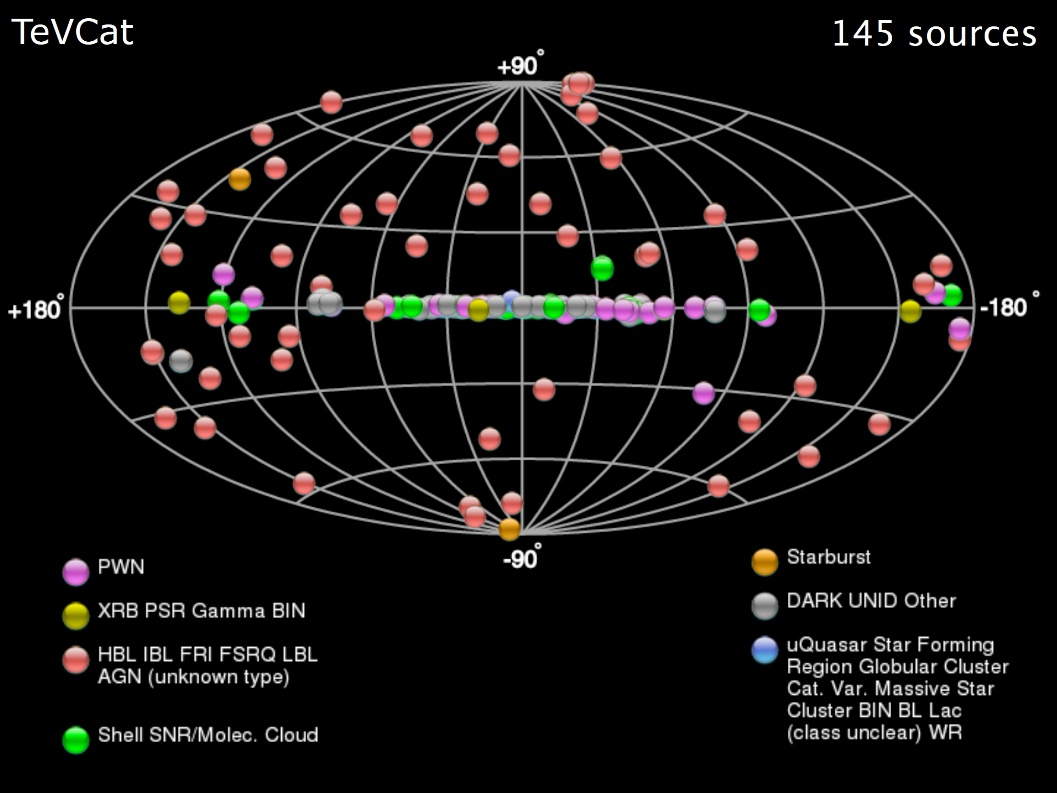 TeVCat
145 sources
+90°
+180°
-180°
-90°
PWN
XRB PSR Gamma BIN
HBL IBL FRI FSRQ LBL
AGN (unknown type)
Shell SNR/Molec. Cloud
Starburst
DARK UNID Other
uQuasar Star Forming
Region Globular Cluster
Cat. Var. Massive Star
Cluster BIN BL Lac
(class unclear) WR